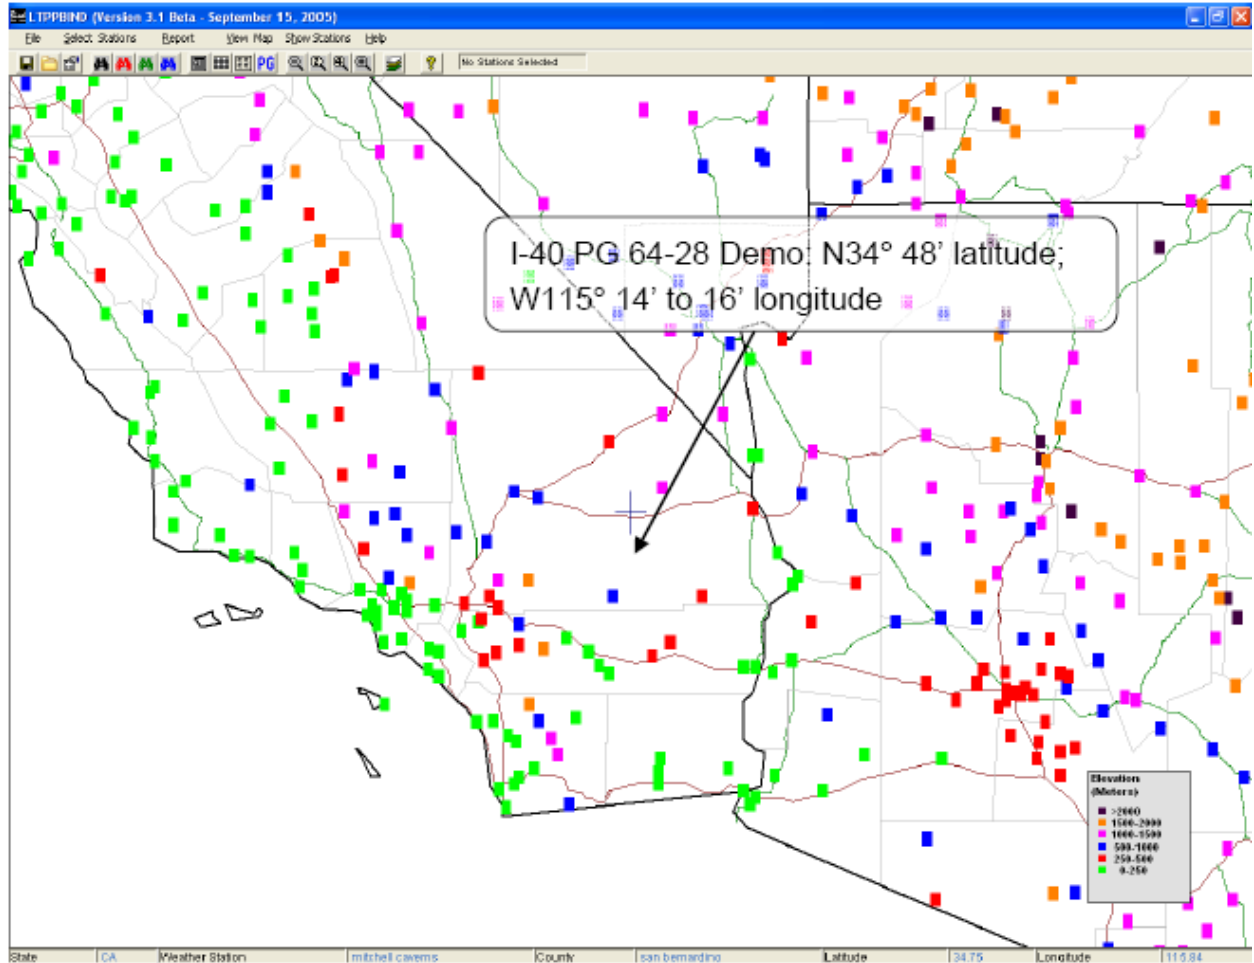 LTPPBIND (Version 3.1 Beta - September 15, 2005)
File Select Stations Report View Map Show Stations Help
PG No Stations Selected
I-40 PG 64-28 Demo: N34° 48' latitude;
W115° 14' to 16' longitude
Elevation
(Meters)
>2000
1500-2000
1000-1500
500-1000
250-500
0-250
State CA Weather Station mitchell caverns County san bernardino Latitude 34.75 Longitude 115.84